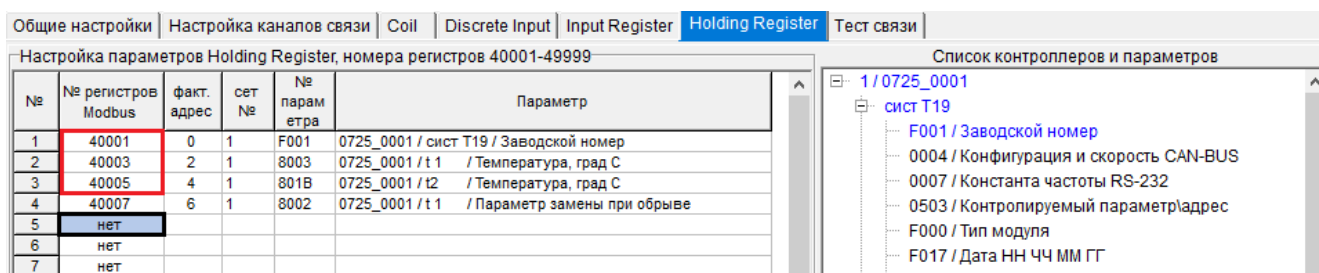 Общие настройки Настройка каналов связи Coil Discrete Input Input Register Holding Register Тест связи
Настройка параметров Holding Register, номера регистров 40001-49999
№ № регистров Modbus факт. адрес сет № № парам етра Параметр
1 40001 0 1 F001 0725_0001 / сист T19 / Заводской номер
2 40003 2 1 8003 0725_0001 / t 1 / Температура, град С
3 40005 4 1 801B 0725_0001 / t2 / Температура, град С
4 40007 6 1 8002 0725_0001 / t 1 / Параметр замены при обрыве
5 нет
6 нет
7 нет
Список контроллеров и параметров
1 / 0725_0001
сист T19
F001 / Заводской номер
0004 / Конфигурация и скорость CAN-BUS
0007 / Константа частоты RS-232
0503 / Контролируемый параметр\адрес
F000 / Тип модуля
F017 / Дата НН ЧЧ ММ ГГ